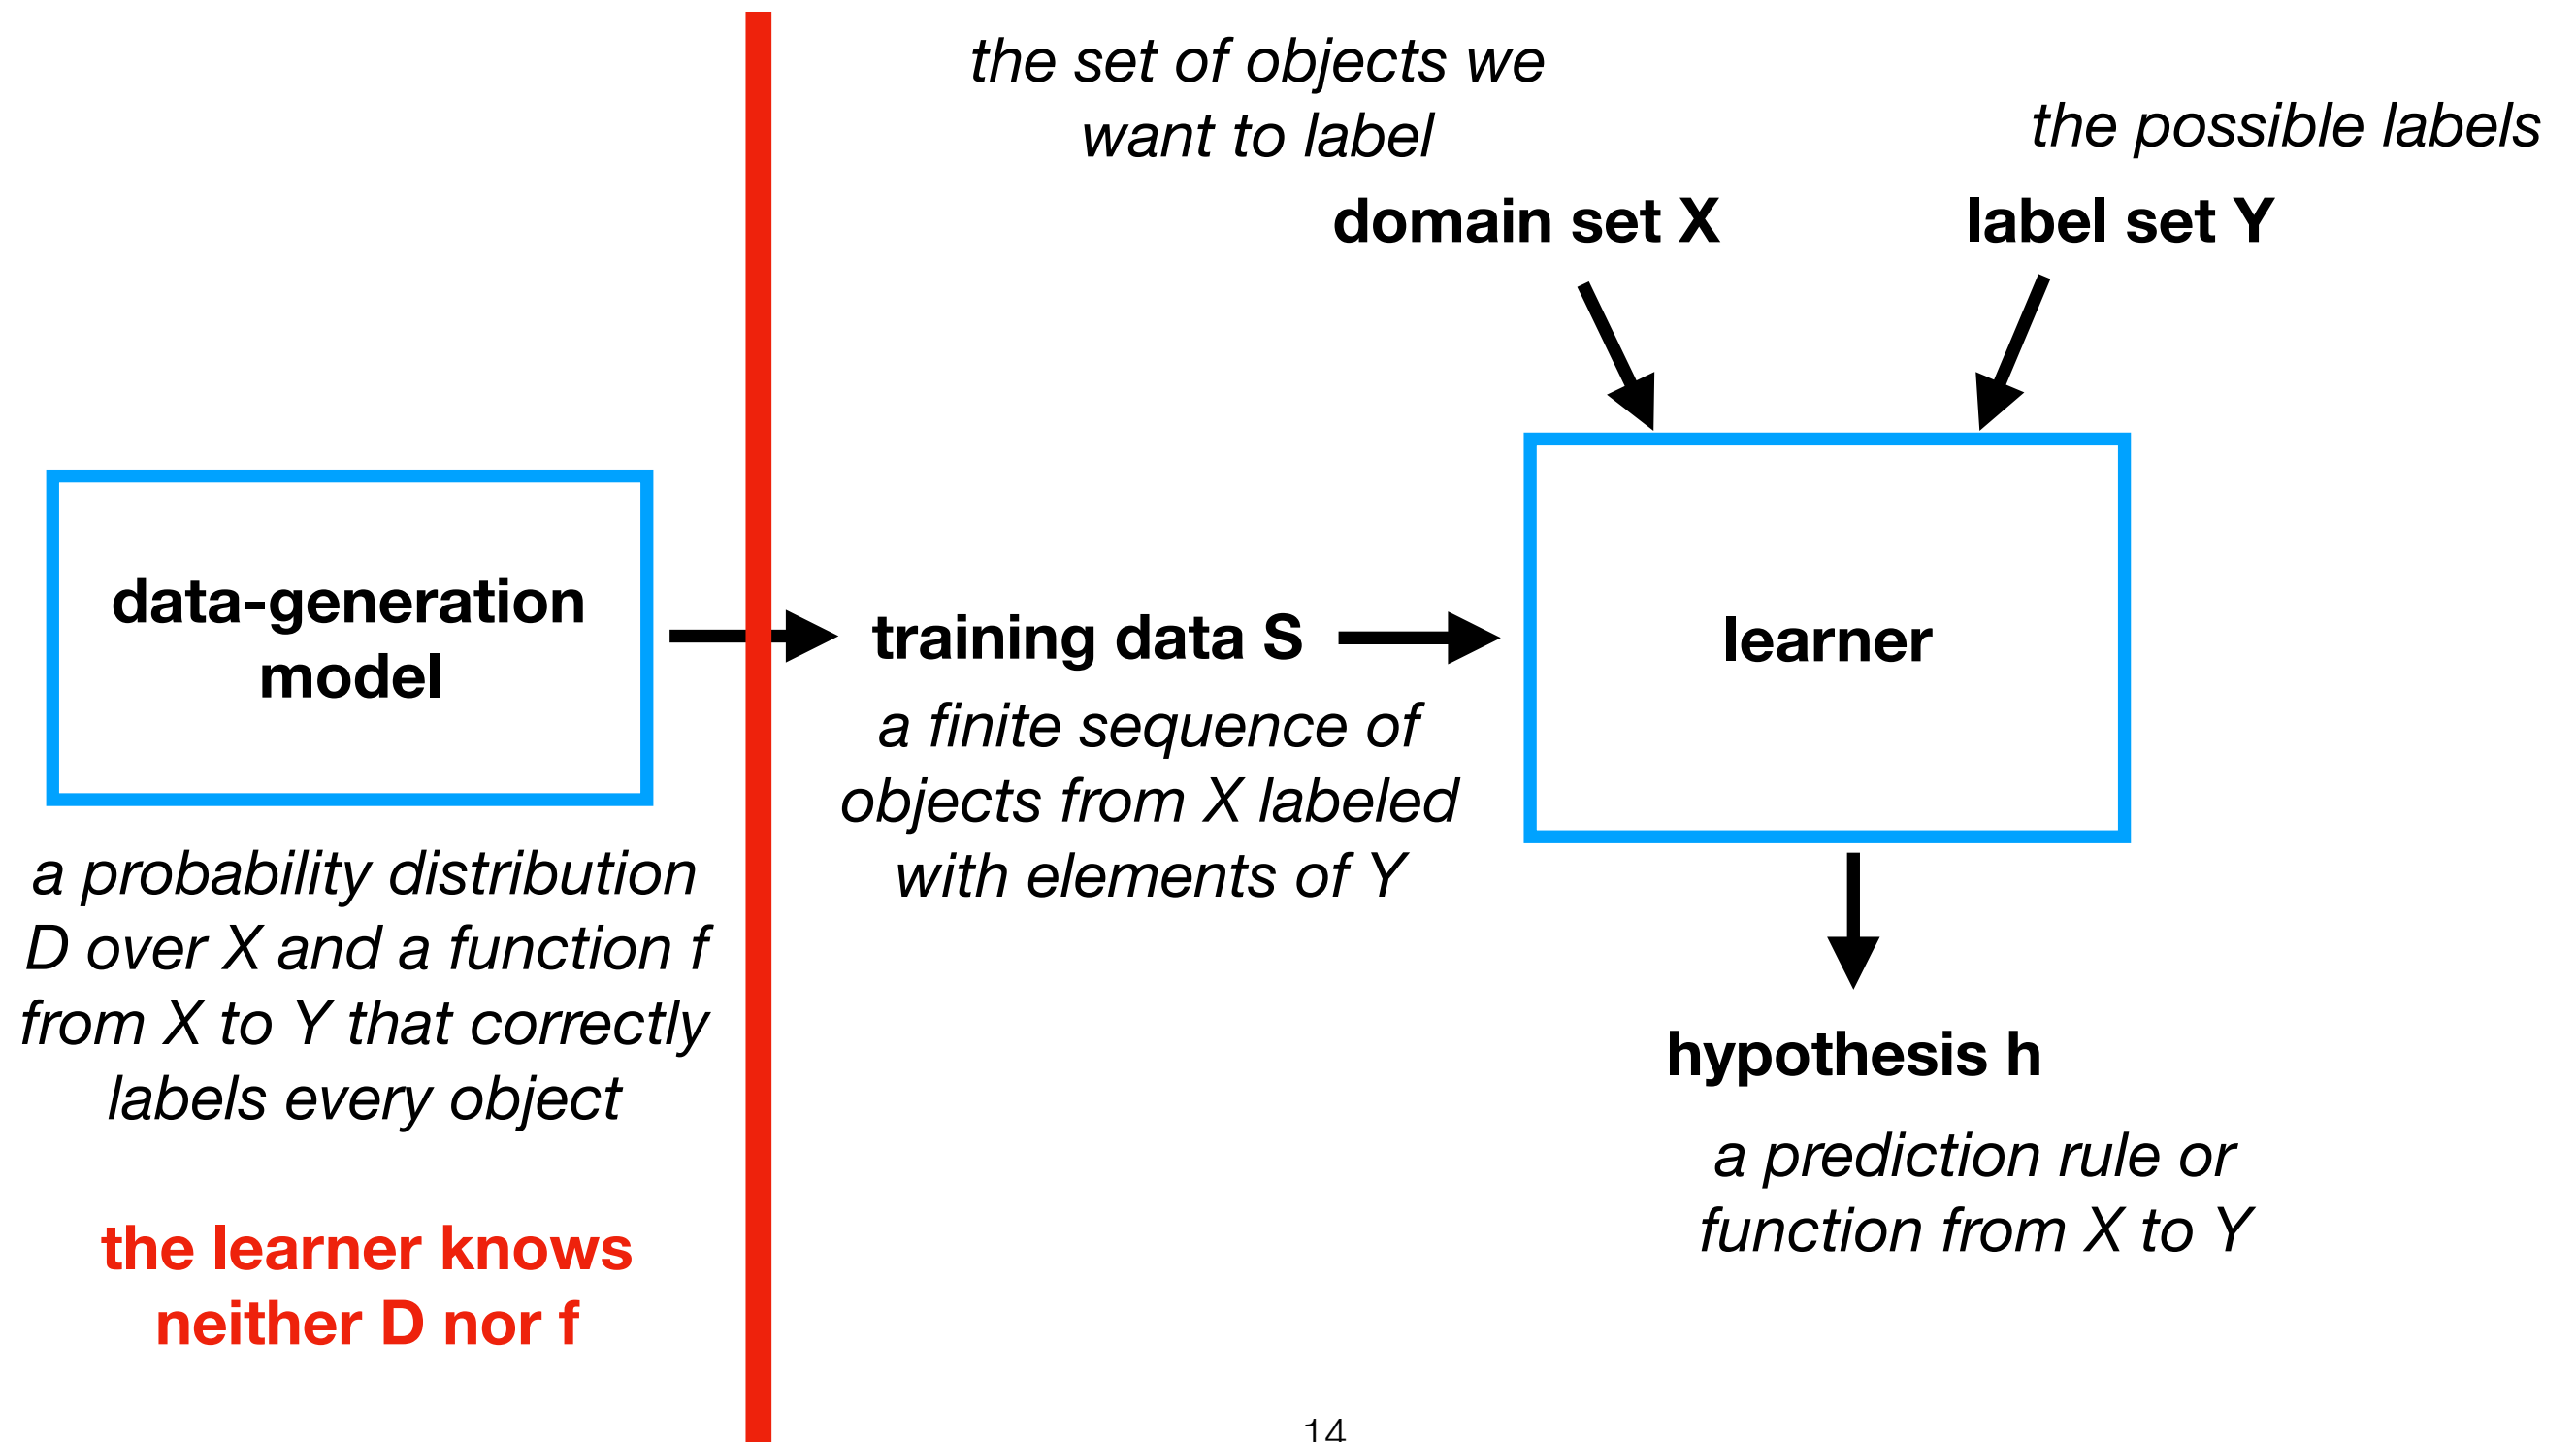 the set of objects we
want to label
the possible labels
domain set X
label set Y
data-generation
model
training data S
learner
a finite sequence of
objects from X labeled
with elements of Y
a probability distribution
D over X and a function f
from X to Y that correctly
labels every object
hypothesis h
a prediction rule or
function from X to Y
the learner knows
neither D nor f
14